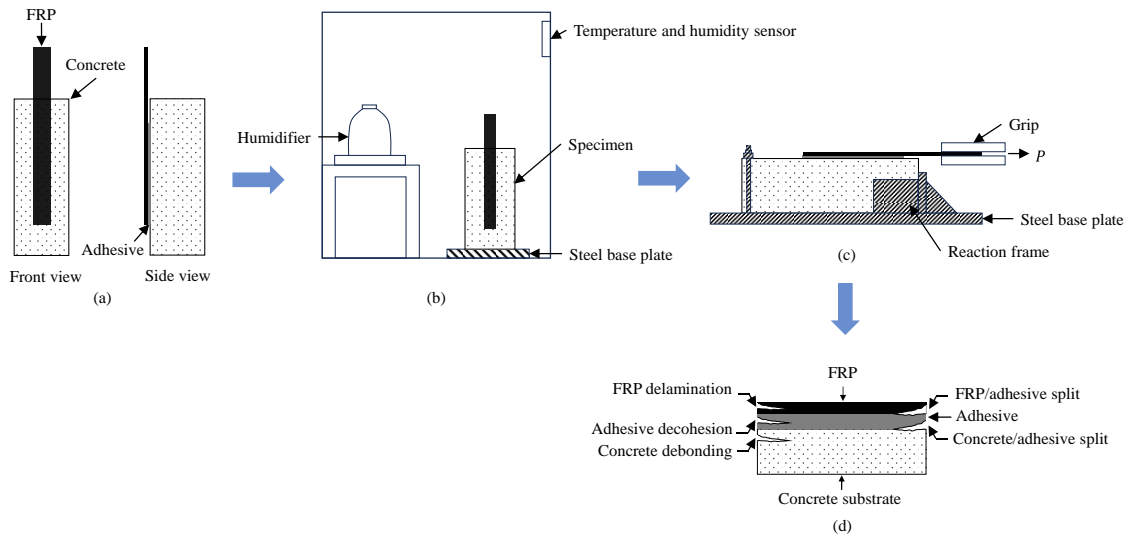 FRP
Concrete
Adhesive
Front view
Side view
(a)
Temperature and humidity sensor
Humidifier
Specimen
Steel base plate
(b)
Grip
P
Steel base plate
Reaction frame
(c)
FRP
FRP delamination
FRP/adhesive split
Adhesive
Adhesive decohesion
Concrete/adhesive split
Concrete debonding
Concrete substrate
(d)